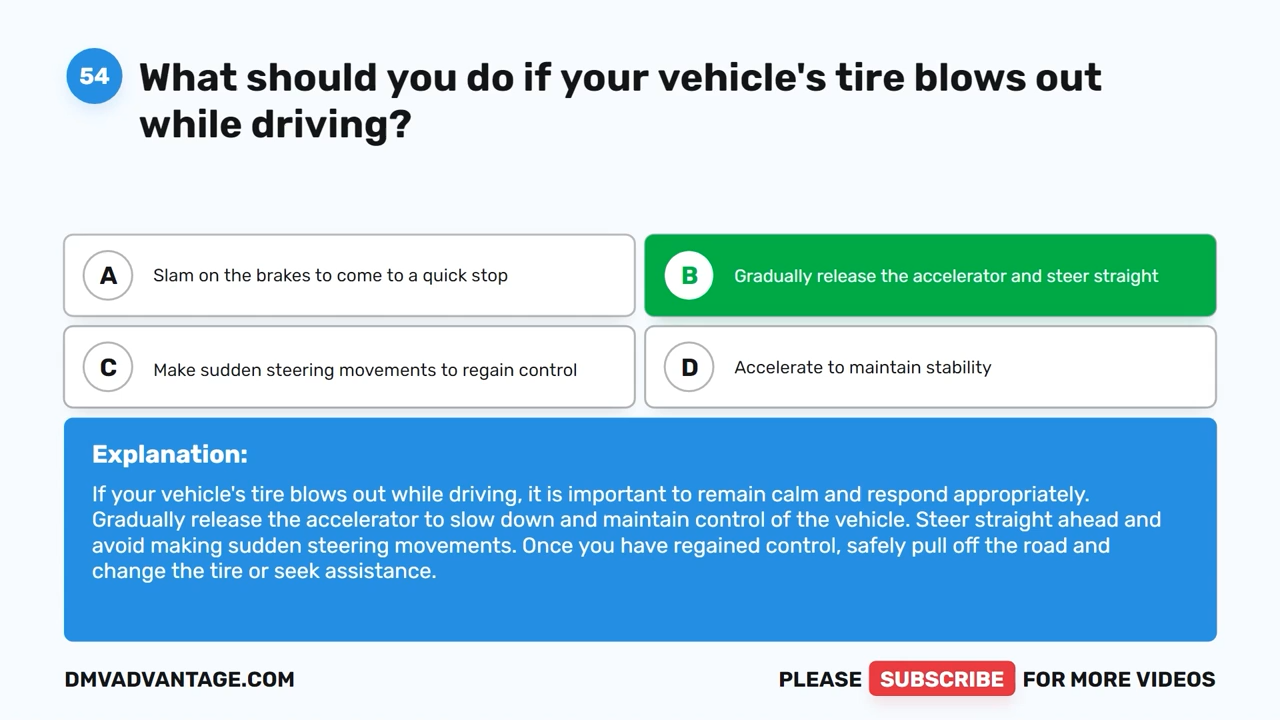 54
What should you do if your vehicle's tire blows out
while driving?
A Slam on the brakes to come to a quick stop
B Gradually release the accelerator and steer straight
C Make sudden steering movements to regain control
D Accelerate to maintain stability
Explanation:
If your vehicle's tire blows out while driving, it is important to remain calm and respond appropriately.
Gradually release the accelerator to slow down and maintain control of the vehicle. Steer straight ahead and
avoid making sudden steering movements. Once you have regained control, safely pull off the road and
change the tire or seek assistance.
DMVADVANTAGE.COM
PLEASE SUBSCRIBE FOR MORE VIDEOS